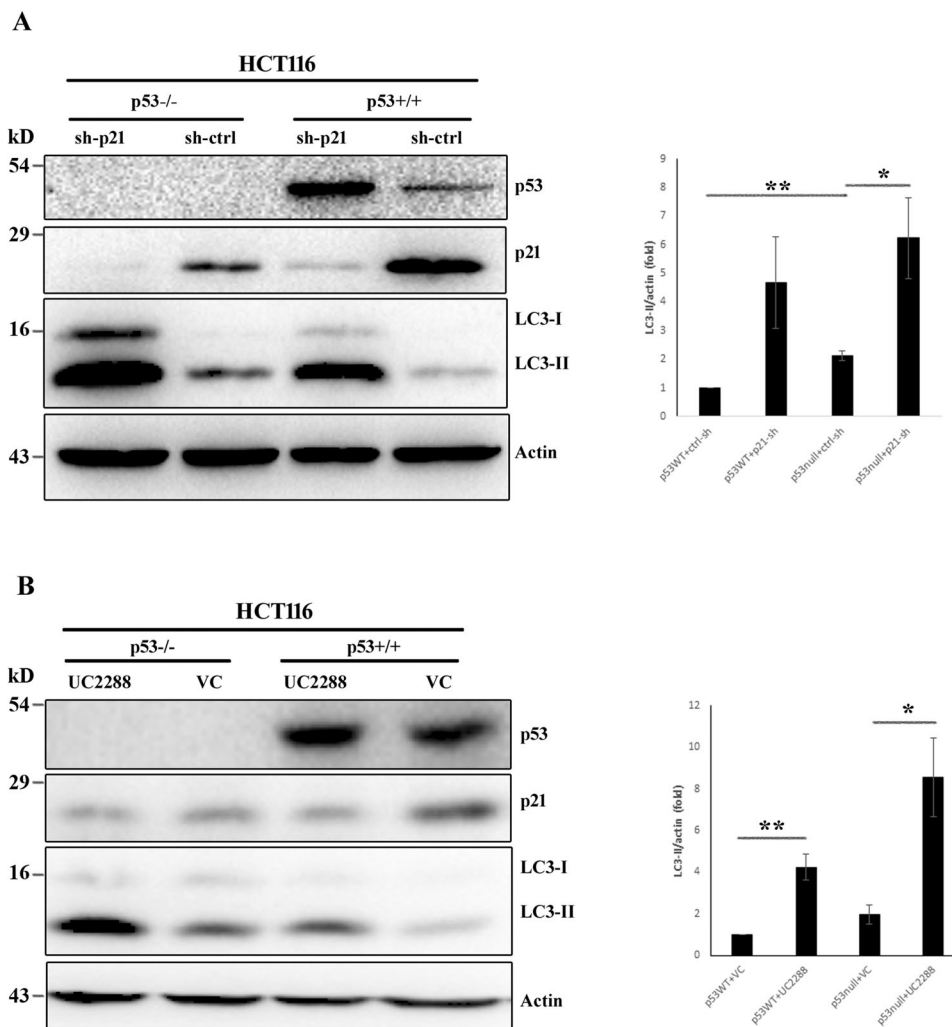 A
HCT116
p53-/- p53+/+
kD sh-p21 sh-ctrl sh-p21 sh-ctrl
54 p53
29 p21
16 LC3-I
LC3-II
43 Actin
LC3-II/actin (fold)
9
8
7
6
5
4
3
2
1
0
** *
p53WT+ctrl-sh p53WT+p21-sh p53null+ctrl-sh p53null+p21-sh
B
HCT116
p53-/- p53+/+
kD UC2288 VC UC2288 VC
54 p53
29 p21
16 LC3-I
LC3-II
43 Actin
LC3-II/actin (fold)
12
10
8
6
4
2
0
** *
p53WT+VC p53WT+UC2288 p53null+VC p53null+UC2288